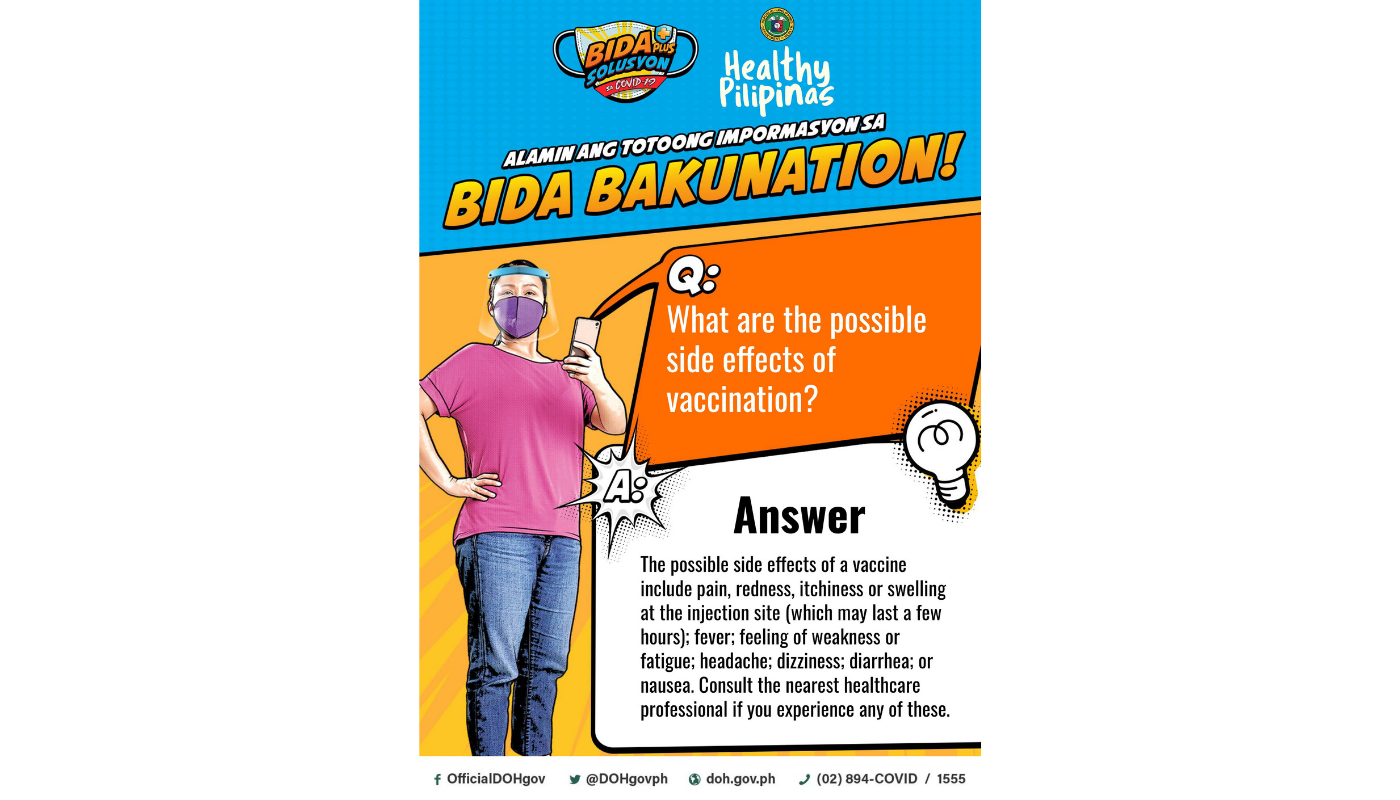 BIDA PLUS
SOLUSYON
sa COVID-19
Healthy
Pilipinas
ALAMIN ANG TOTOONG IMPORMASYON SA
BIDA BAKUNATION!
Q:
What are the possible
side effects of
vaccination?
A:
Answer
The possible side effects of a vaccine
include pain, redness, itchiness or swelling
at the injection site (which may last a few
hours); fever; feeling of weakness or
fatigue; headache; dizziness; diarrhea; or
nausea. Consult the nearest healthcare
professional if you experience any of these.
OfficialDOHgov @DOHgovph doh.gov.ph (02) 894-COVID / 1555